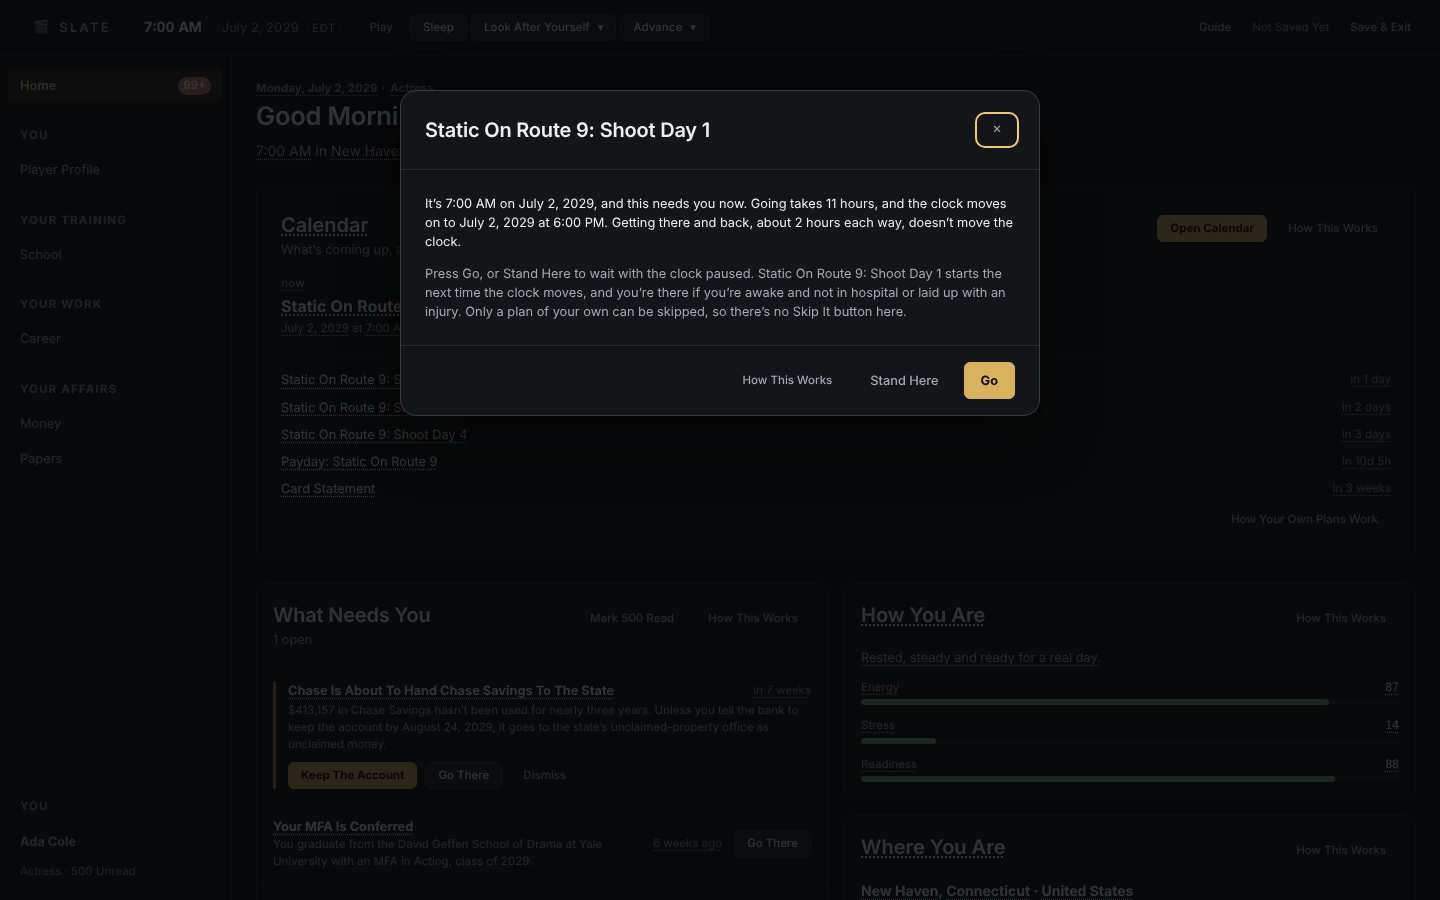 SLATE
7:00 AM
July 2, 2029
EDT
Play
Sleep
Look After Yourself
Advance
Guide
Not Saved Yet
Save & Exit
Home
99+
YOU
Player Profile
YOUR TRAINING
School
YOUR WORK
Career
YOUR AFFAIRS
Money
Papers
YOU
Ada Cole
Actress · 500 Unread
Monday, July 2, 2029 · Actress
Good Morni
7:00 AM in New Have
Calendar
What's coming up, a
Open Calendar
How This Works
now
Static On Route
July 2, 2029 at 7:00 A
Static On Route 9: S
in 1 day
Static On Route 9: S
in 2 days
Static On Route 9: Shoot Day 4
in 3 days
Payday: Static On Route 9
in 10d 5h
Card Statement
in 3 weeks
How Your Own Plans Work
Static On Route 9: Shoot Day 1
×
It's 7:00 AM on July 2, 2029, and this needs you now. Going takes 11 hours, and the clock moves
on to July 2, 2029 at 6:00 PM. Getting there and back, about 2 hours each way, doesn't move the
clock.
Press Go, or Stand Here to wait with the clock paused. Static On Route 9: Shoot Day 1 starts the
next time the clock moves, and you're there if you're awake and not in hospital or laid up with an
injury. Only a plan of your own can be skipped, so there's no Skip It button here.
How This Works
Stand Here
Go
What Needs You
Mark 500 Read
How This Works
1 open
Chase Is About To Hand Chase Savings To The State
in 7 weeks
$413,157 in Chase Savings hasn't been used for nearly three years. Unless you tell the bank to
keep the account by August 24, 2029, it goes to the state's unclaimed-property office as
unclaimed money.
Keep The Account
Go There
Dismiss
Your MFA Is Conferred
You graduate from the David Geffen School of Drama at Yale
University with an MFA in Acting, class of 2029.
6 weeks ago
Go There
How You Are
How This Works
Rested, steady and ready for a real day.
Energy
87
Stress
14
Readiness
88
Where You Are
How This Works
New Haven, Connecticut · United States